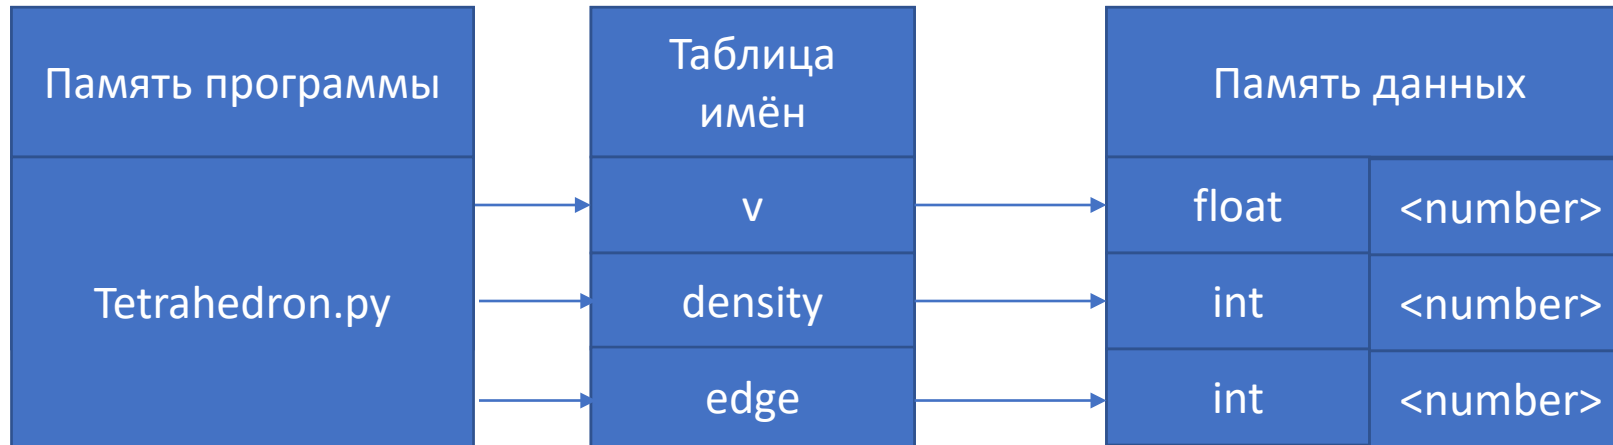 Память программы
Таблица
имён
Память данных
Tetrahedron.py
v
float
<number>
density
int
<number>
edge
int
<number>